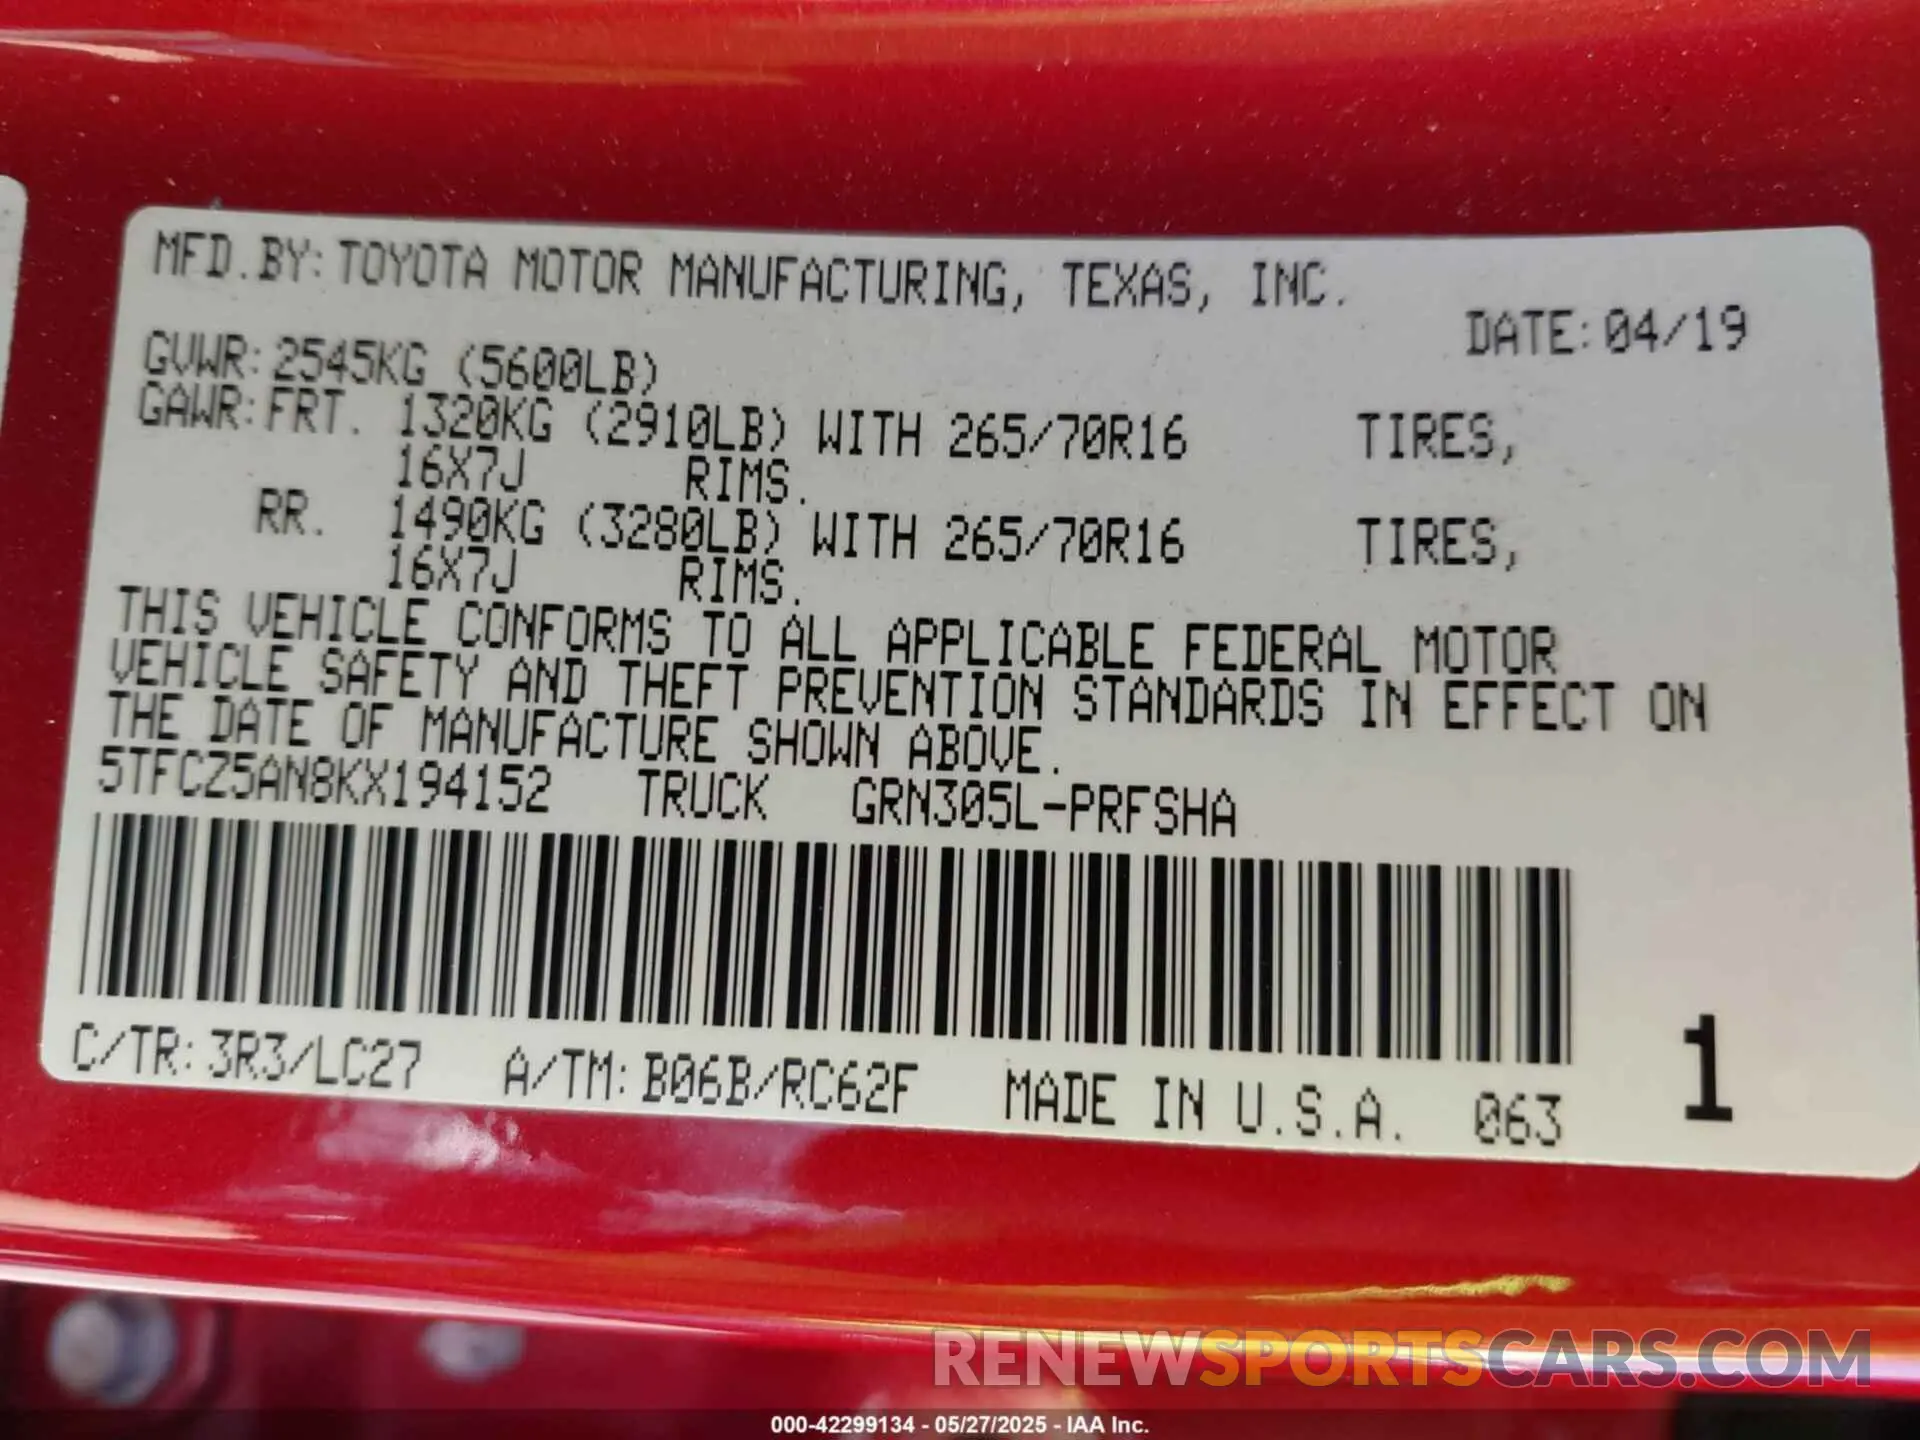 MFD.BY:TOYOTA MOTOR MANUFACTURING, TEXAS, INC.
DATE:04/19
GVWR:2545KG (5600LB)
GAWR:FRT. 1320KG (2910LB) WITH 265/70R16 TIRES,
16X7J RIMS.
RR. 1490KG (3280LB) WITH 265/70R16 TIRES,
16X7J RIMS.
THIS VEHICLE CONFORMS TO ALL APPLICABLE FEDERAL MOTOR
VEHICLE SAFETY AND THEFT PREVENTION STANDARDS IN EFFECT ON
THE DATE OF MANUFACTURE SHOWN ABOVE.
5TFCZ5AN8KX194152 TRUCK GRN305L-PRFSHA
C/TR:3R3/LC27 A/TM:B06B/RC62F MADE IN U.S.A. 063 1
RENEWSPORTSCARS.COM
000-42299134 - 05/27/2025 - IAA Inc.